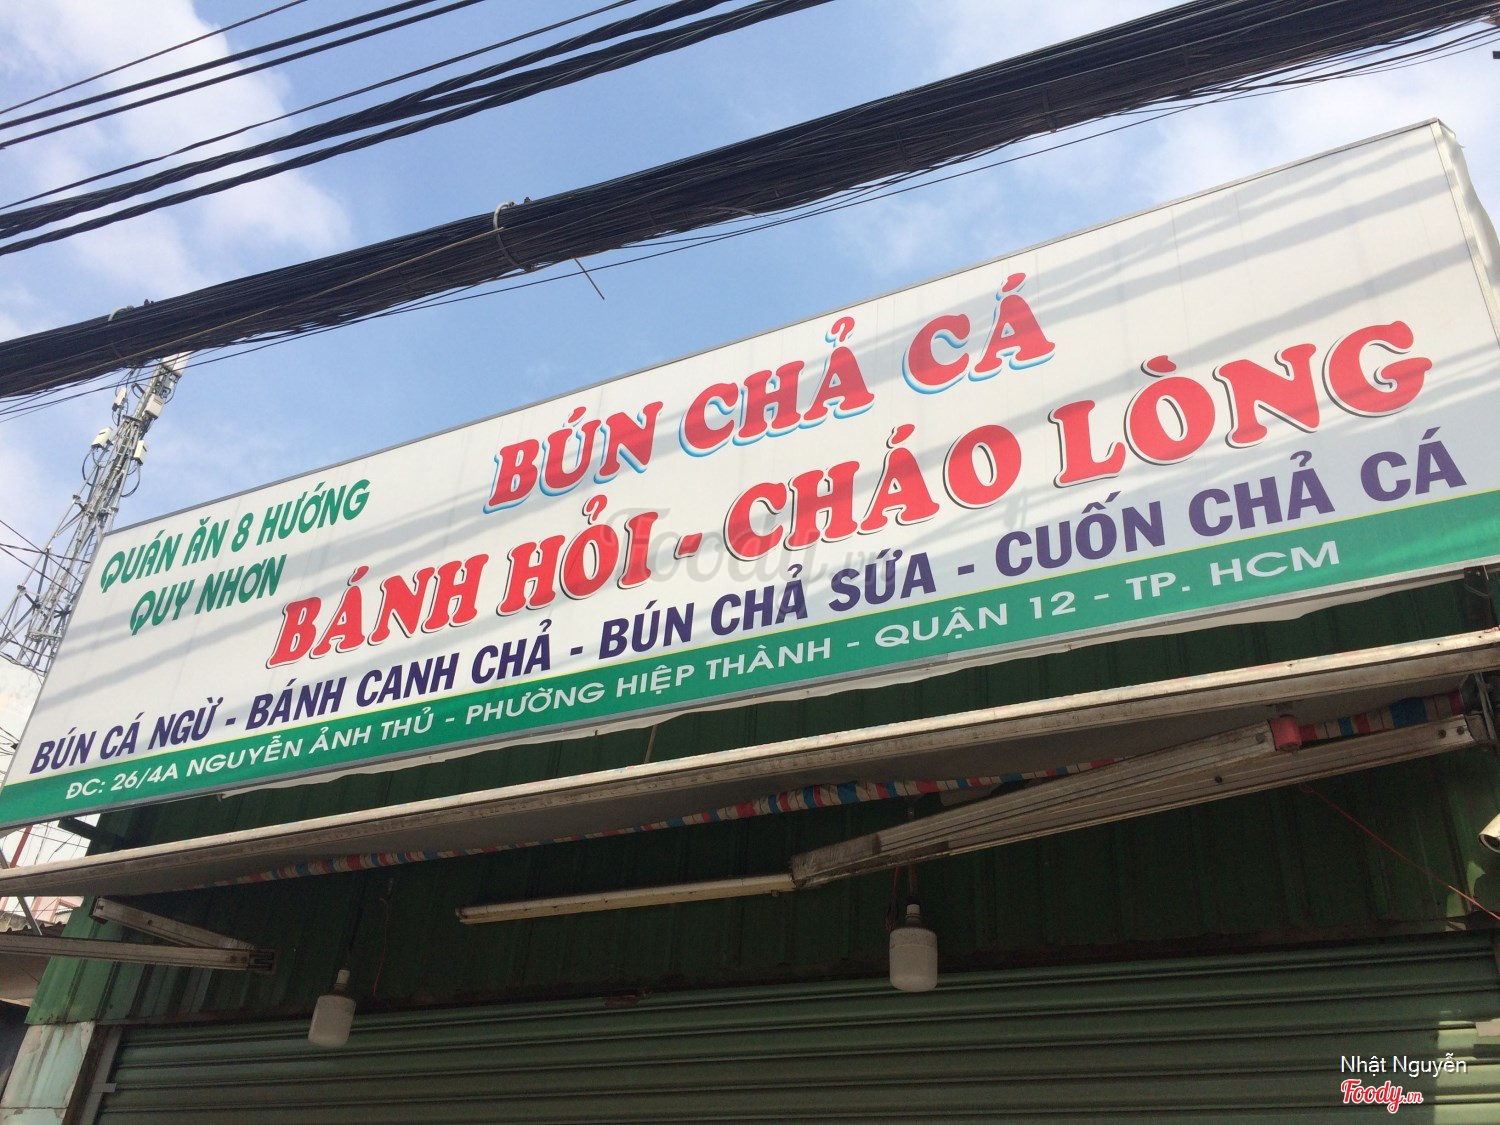 QUÁN ĂN 8 HƯỚNG
QUY NHƠN
BÚN CHẢ CÁ
BÁNH HỎI - CHÁO LÒNG
BÚN CÁ NGỪ - BÁNH CANH CHẢ - BÚN CHẢ SỨA - CUỐN CHẢ CÁ
ĐC: 26/4A NGUYỄN ẢNH THỦ - PHƯỜNG HIỆP THÀNH - QUẬN 12 - TP. HCM
Foody.vn
Nhật Nguyễn
Foody.vn